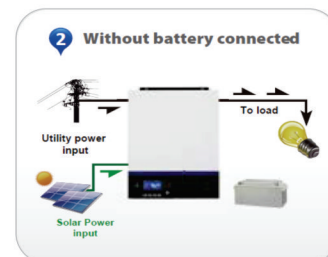 2 Without battery connected
To load
Utility power
input
Solar Power
input